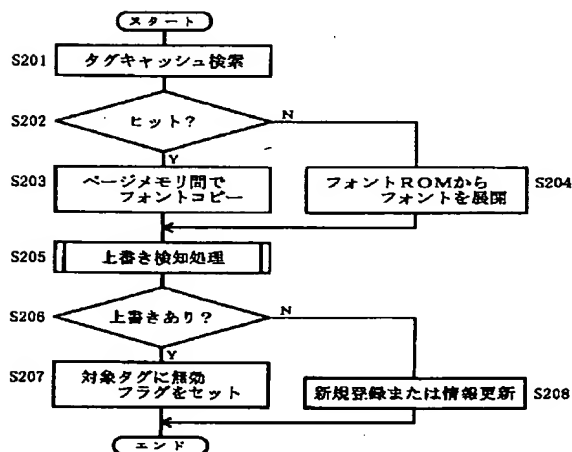 スタート
S201
タグキャッシュ検索
S202
ヒット?
N
Y
S203
ページメモリ間で
フォントコピー
フォントROMから
フォントを展開
S204
S205
上書き検知処理
S206
上書きあり?
N
Y
S207
対象タグに無効
フラグをセット
新規登録または情報更新
S208
エンド